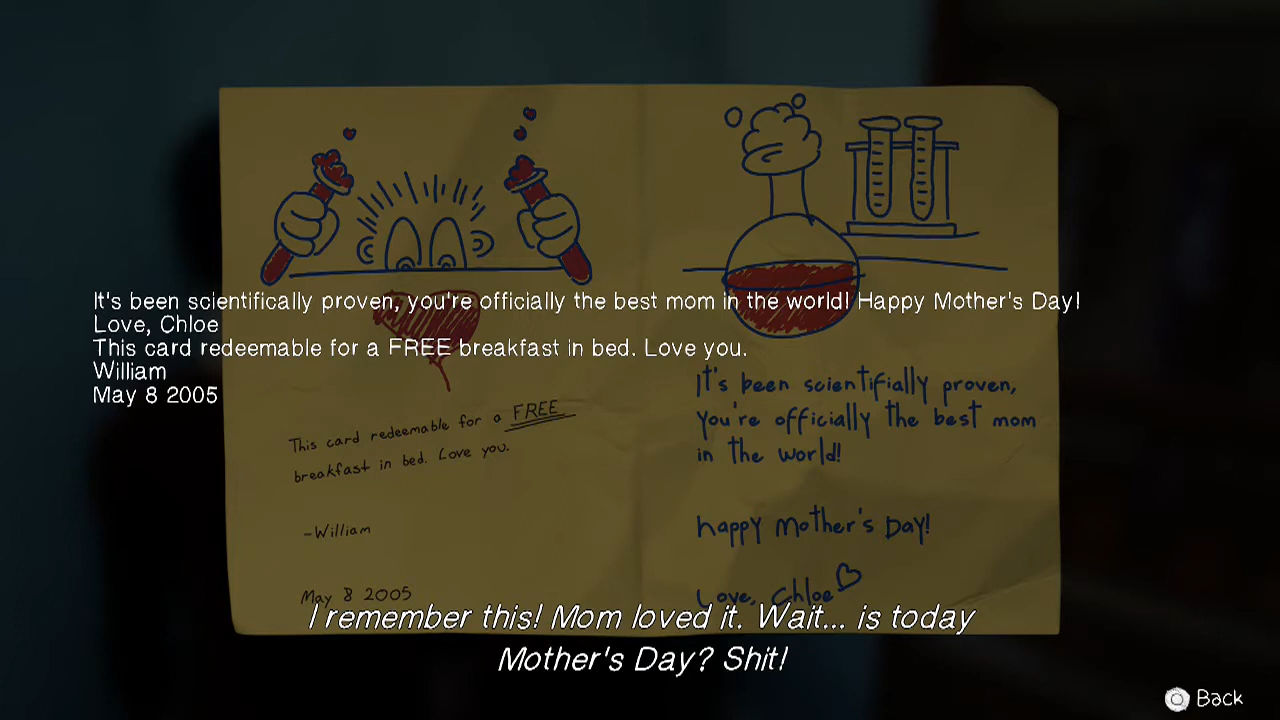 It's been scientifically proven, you're officially the best mom in the world! Happy Mother's Day!
Love, Chloe
This card redeemable for a FREE breakfast in bed. Love you.
William
May 8 2005
This card redeemable for a FREE
breakfast in bed. Love you.
-William
May 8 2005
It's been scientifially proven,
you're officially the best mom
in the world!
Happy Mother's Day!
Love, Chloe
I remember this! Mom loved it. Wait... is today
Mother's Day? Shit!
Back